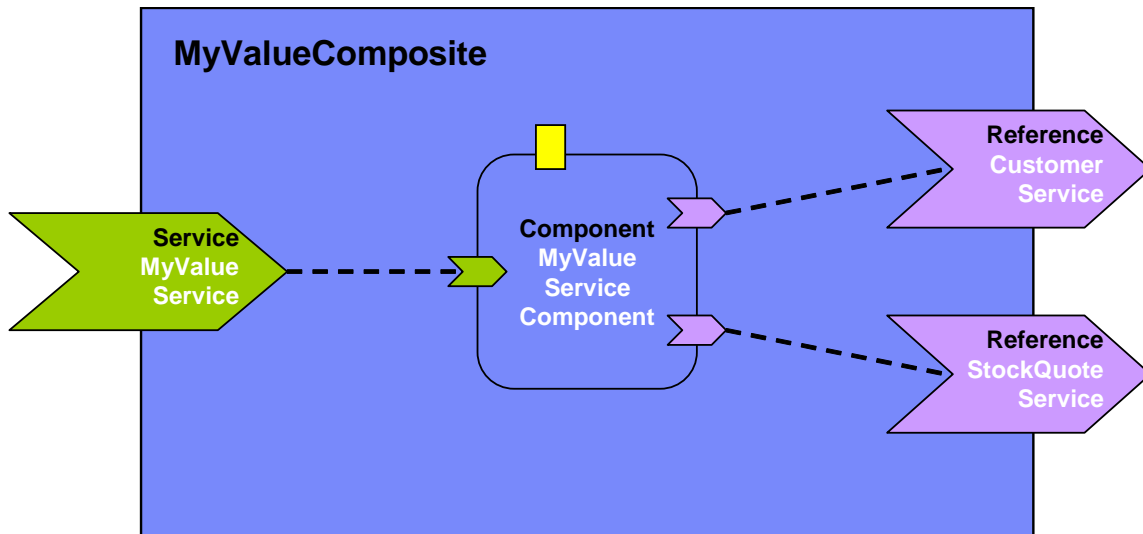 MyValueComposite
Service
MyValue
Service
Component
MyValue
Service
Component
Reference
Customer
Service
Reference
StockQuote
Service